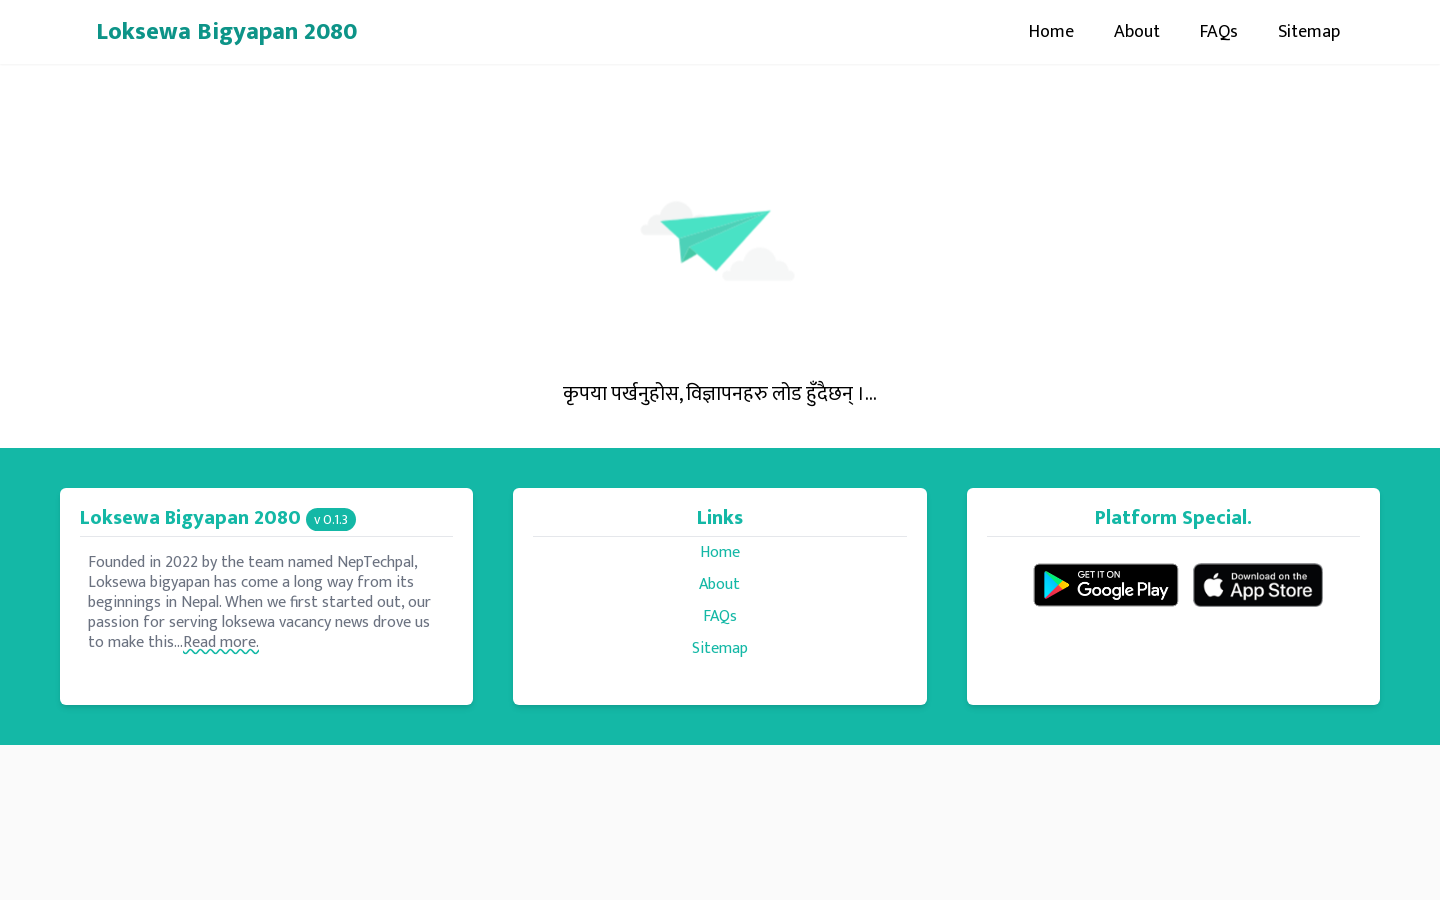 Loksewa Bigyapan 2080
Home
About
FAQs
Sitemap
कृपया पर्खनुहोस, विज्ञापनहरु लोड हुँदैछन् ।...
Loksewa Bigyapan 2080 v 0.1.3
Founded in 2022 by the team named NepTechpal,
Loksewa bigyapan has come a long way from its
beginnings in Nepal. When we first started out, our
passion for serving loksewa vacancy news drove us
to make this...Read more.
Links
Home
About
FAQs
Sitemap
Platform Special.
GET IT ON
Google Play
Download on the
App Store